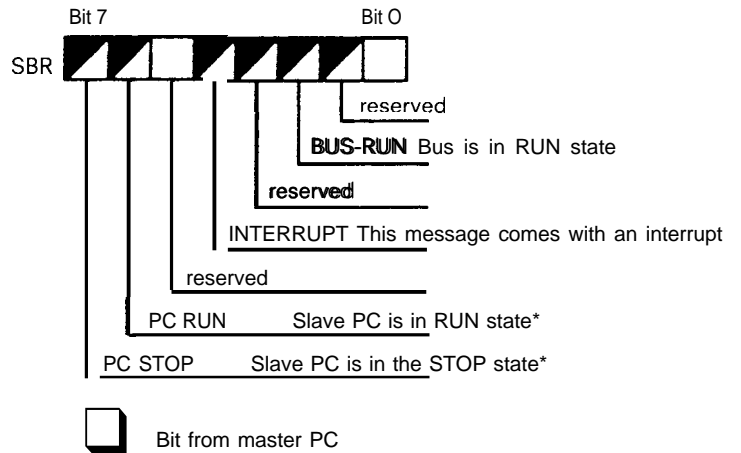 Bit 7 Bit O
SBR
reserved
BUS-RUN Bus is in RUN state
reserved
INTERRUPT This message comes with an interrupt
reserved
PC RUN Slave PC is in RUN state*
PC STOP Slave PC is in the STOP state*
Bit from master PC